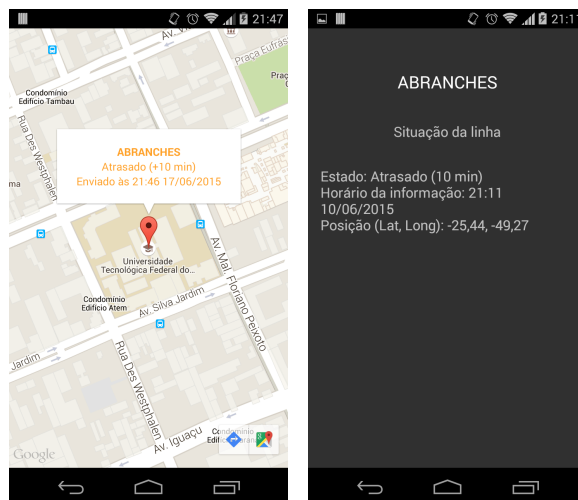 21:47
Av. V
Praça Eufras
Condomínio
Edifício Tambau
Praç
Rua Des Westphalen
ABRANCHES
Atrasado (+10 min)
Enviado às 21:46 17/06/2015
ma
Universidade
Tecnológica Federal do...
Condomínio
Edifício Atem
Av. Silva Jardim
Av. Mal. Floriano Peixoto
Jardim
Rua Des Westphalen
Av. Iguaçu
Google
21:11
ABRANCHES
Situação da linha
Estado: Atrasado (10 min)
Horário da informação: 21:11
10/06/2015
Posição (Lat, Long): -25,44, -49,27